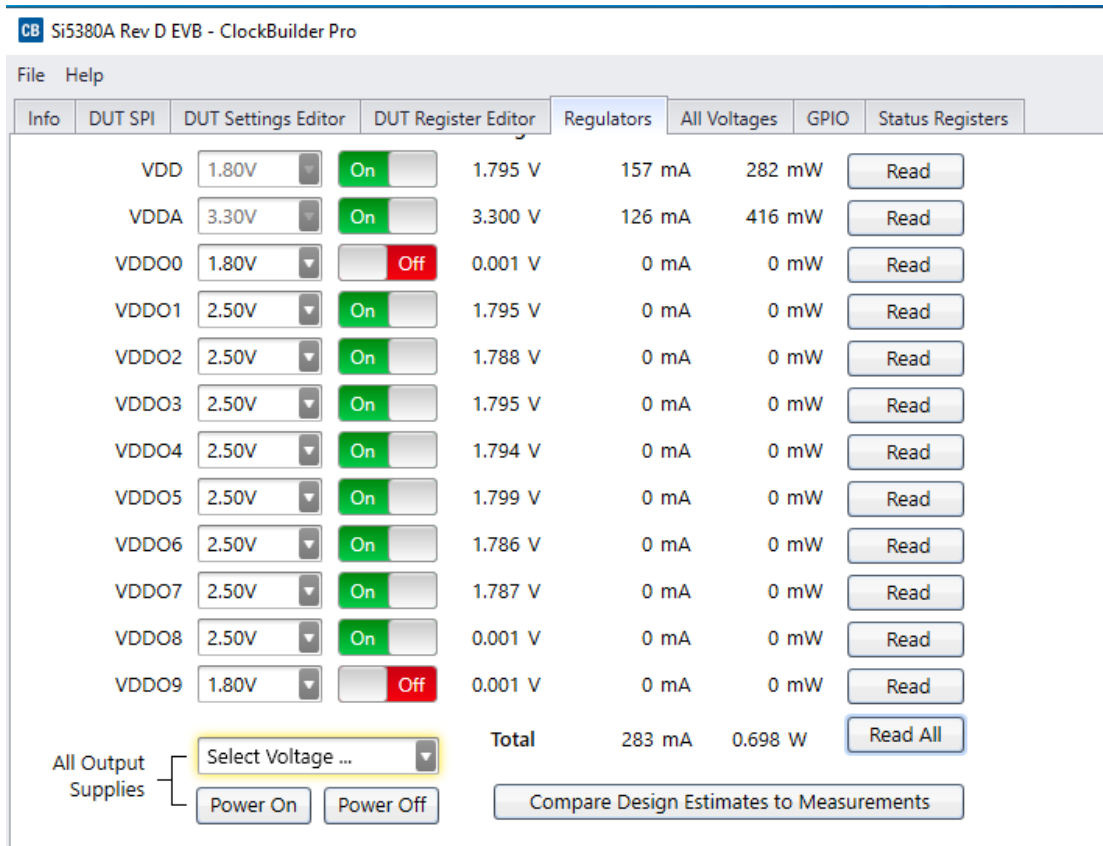 CB Si5380A Rev D EVB - ClockBuilder Pro
File Help
Info DUT SPI DUT Settings Editor DUT Register Editor Regulators All Voltages GPIO Status Registers
VDD 1.80V On 1.795 V 157 mA 282 mW Read
VDDA 3.30V On 3.300 V 126 mA 416 mW Read
VDDO0 1.80V Off 0.001 V 0 mA 0 mW Read
VDDO1 2.50V On 1.795 V 0 mA 0 mW Read
VDDO2 2.50V On 1.788 V 0 mA 0 mW Read
VDDO3 2.50V On 1.795 V 0 mA 0 mW Read
VDDO4 2.50V On 1.794 V 0 mA 0 mW Read
VDDO5 2.50V On 1.799 V 0 mA 0 mW Read
VDDO6 2.50V On 1.786 V 0 mA 0 mW Read
VDDO7 2.50V On 1.787 V 0 mA 0 mW Read
VDDO8 2.50V On 0.001 V 0 mA 0 mW Read
VDDO9 1.80V Off 0.001 V 0 mA 0 mW Read
Total 283 mA 0.698 W Read All
All Output Supplies
Select Voltage ...
Power On Power Off
Compare Design Estimates to Measurements